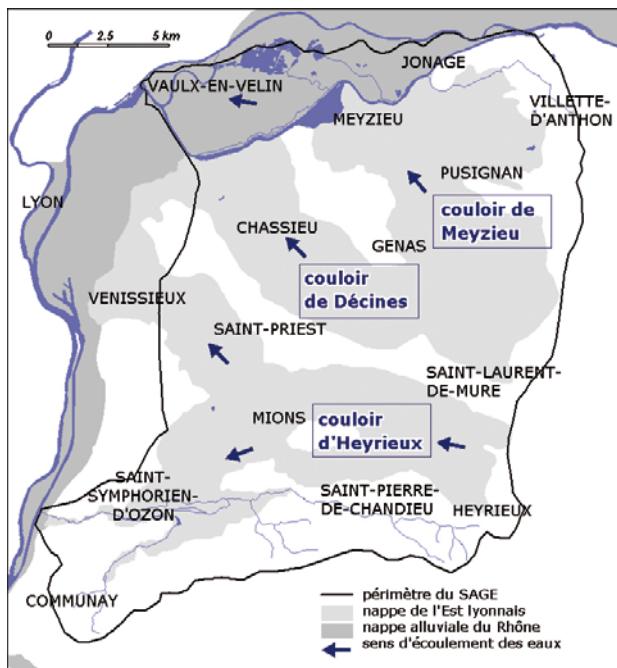 0 2.5 5 km
JONAGE
VAULX-EN-VELIN
VILLETTE-
D'ANTHON
MEYZIEU
PUSIGNAN
LYON
couloir de
Meyzieu
CHASSIEU
GENAS
couloir
de Décines
VENISSIEUX
SAINT-PRIEST
SAINT-LAURENT-
DE-MURE
MIONS
couloir
d'Heyrieux
SAINT-
SYMPHORIEN-
D'OZON
SAINT-PIERRE-
DE-CHANDIEU
HEYRIEUX
COMMUNAY
périmètre du SAGE
nappe de l'Est lyonnais
nappe alluviale du Rhône
sens d'écoulement des eaux